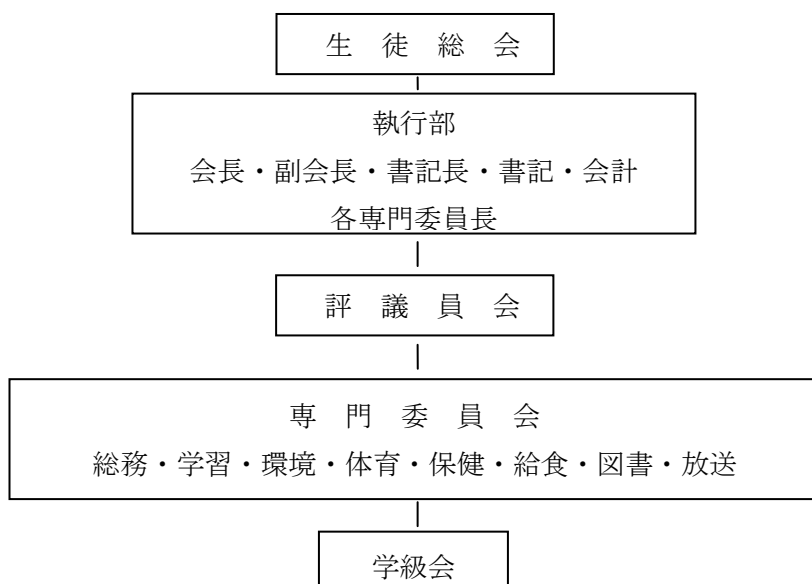 生　徒　総　会
執行部
会長・副会長・書記長・書記・会計
各専門委員長
評　議　員　会
専　門　委　員　会
総務・学習・環境・体育・保健・給食・図書・放送
学級会